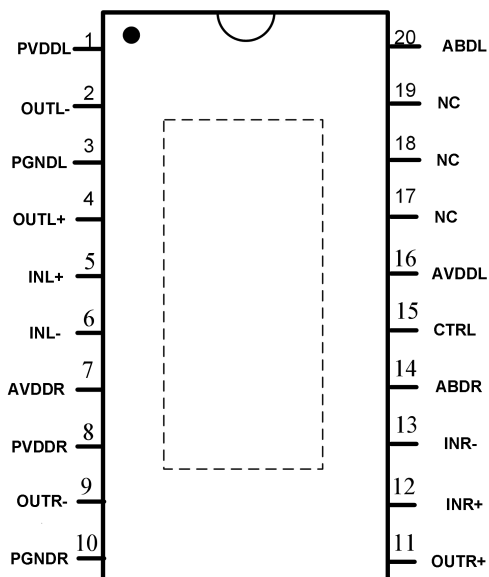 PVDDL 1 20 ABDL
OUTL- 2 19 NC
PGNDL 3 18 NC
OUTL+ 4 17 NC
INL+ 5 16 AVDDL
INL- 6 15 CTRL
AVDDR 7 14 ABDR
PVDDR 8 13 INR-
OUTR- 9 12 INR+
PGNDR 10 11 OUTR+